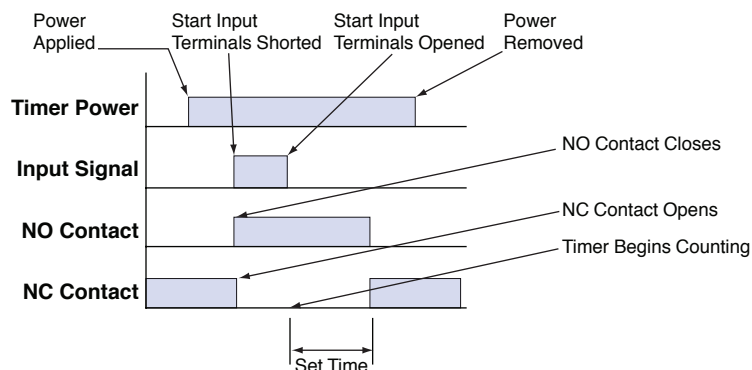 Power
Applied
Start Input
Terminals Shorted
Start Input
Terminals Opened
Power
Removed
Timer Power
Input Signal
NO Contact Closes
NO Contact
NC Contact Opens
Timer Begins Counting
NC Contact
Set Time